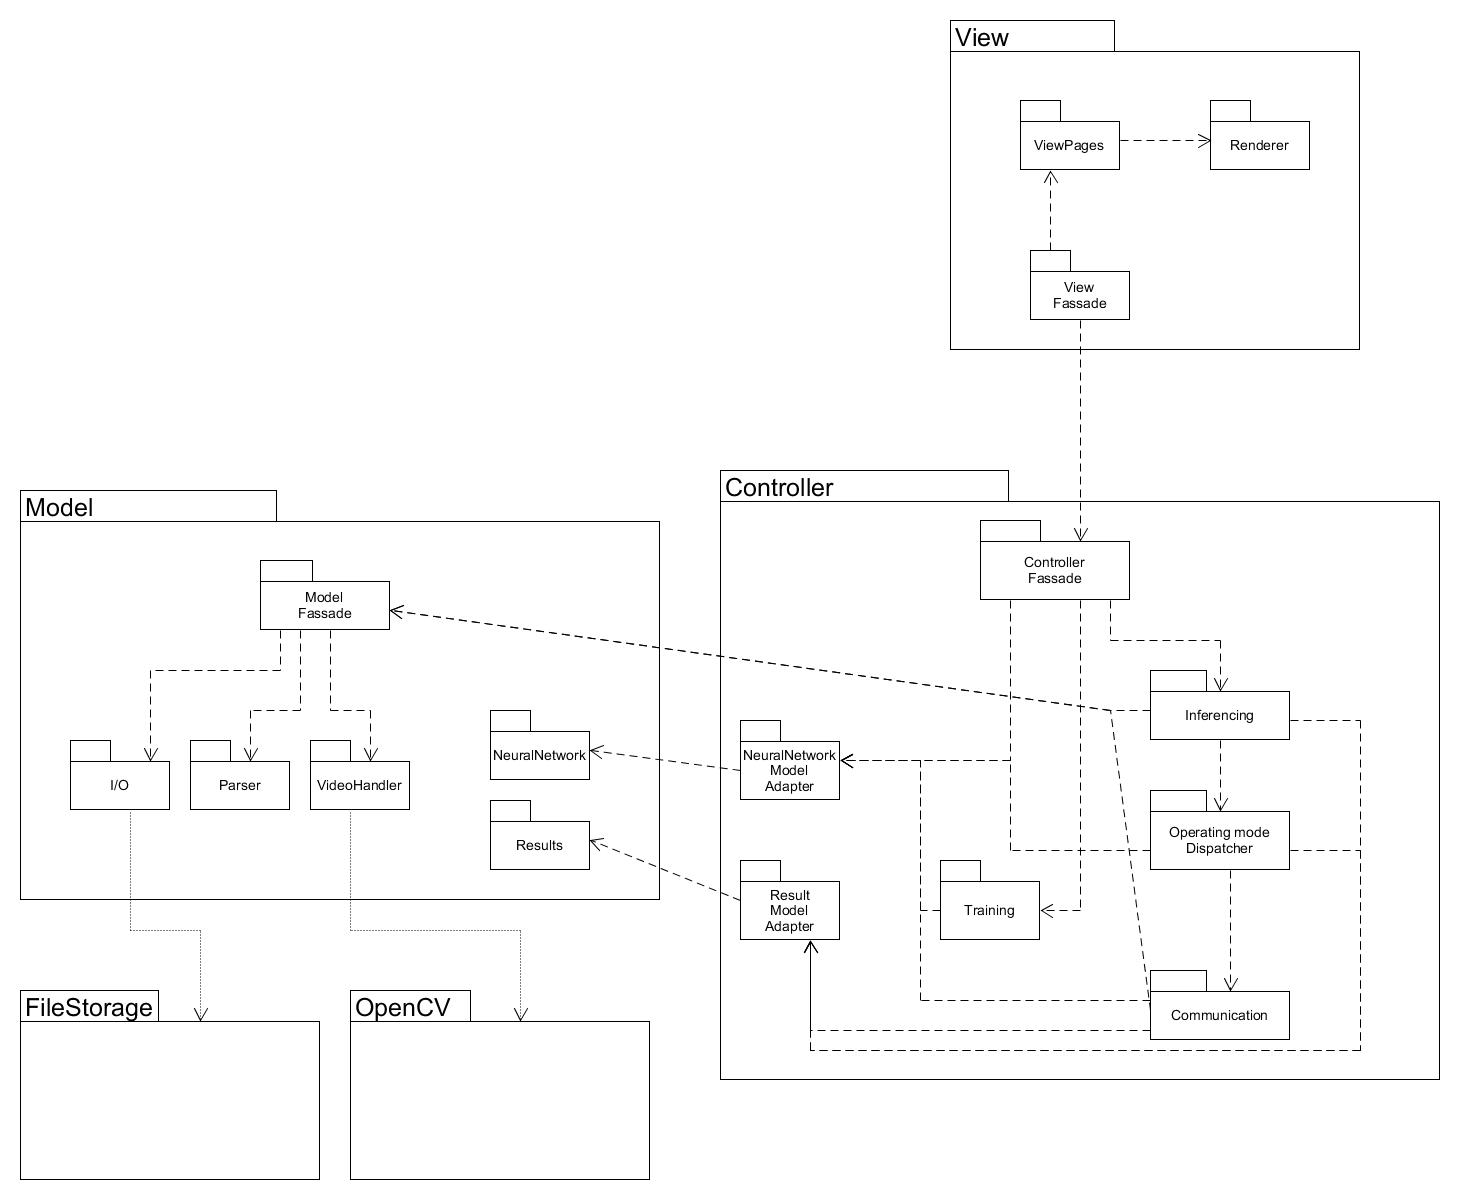 View
ViewPages
Renderer
View
Fassade
Controller
Model
Controller
Fassade
Model
Fassade
Inferencing
NeuralNetwork
NeuralNetwork
Model
Adapter
I/O
Parser
VideoHandler
Operating mode
Dispatcher
Results
Result
Model
Adapter
Training
Communication
FileStorage
OpenCV